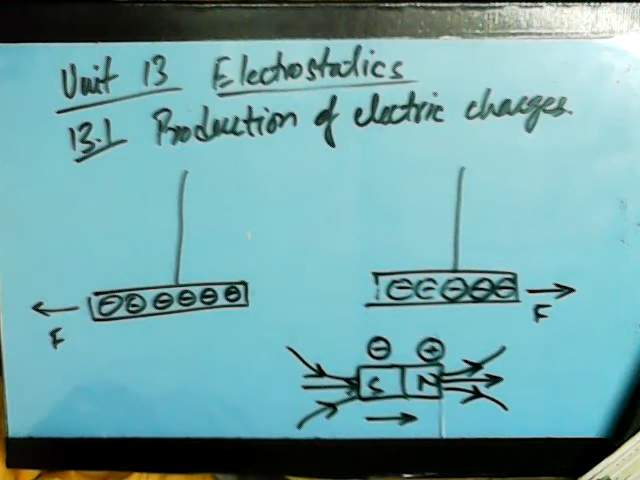 Unit 13 Electrostatics
13.1 Production of electric charges.
F
F
S N